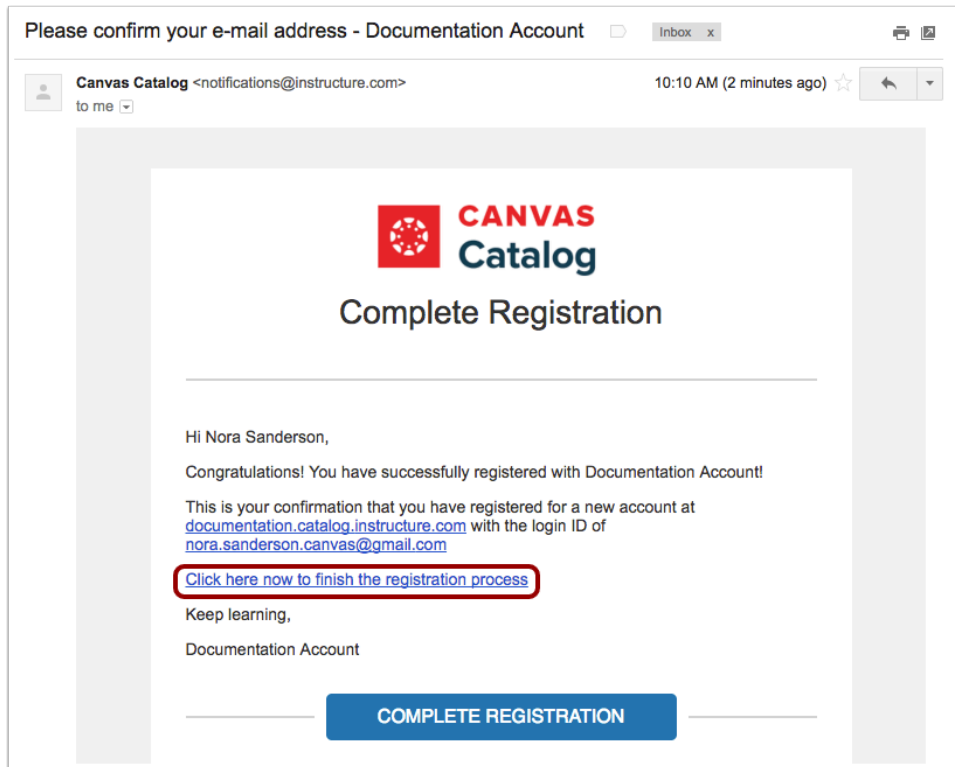 Please confirm your e-mail address - Documentation Account
Inbox x
Canvas Catalog <notifications@instructure.com>
10:10 AM (2 minutes ago)
to me
CANVAS
Catalog
Complete Registration
Hi Nora Sanderson,
Congratulations! You have successfully registered with Documentation Account!
This is your confirmation that you have registered for a new account at
documentation.catalog.instructure.com with the login ID of
nora.sanderson.canvas@gmail.com
Click here now to finish the registration process
Keep learning,
Documentation Account
COMPLETE REGISTRATION